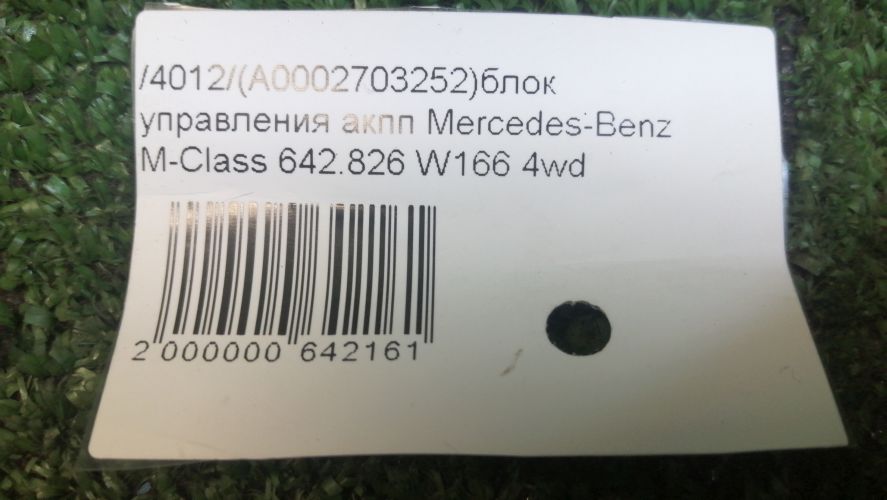 /4012/(A0002703252)блок
управления акпп Mercedes-Benz
M-Class 642.826 W166 4wd
2 000000 642161